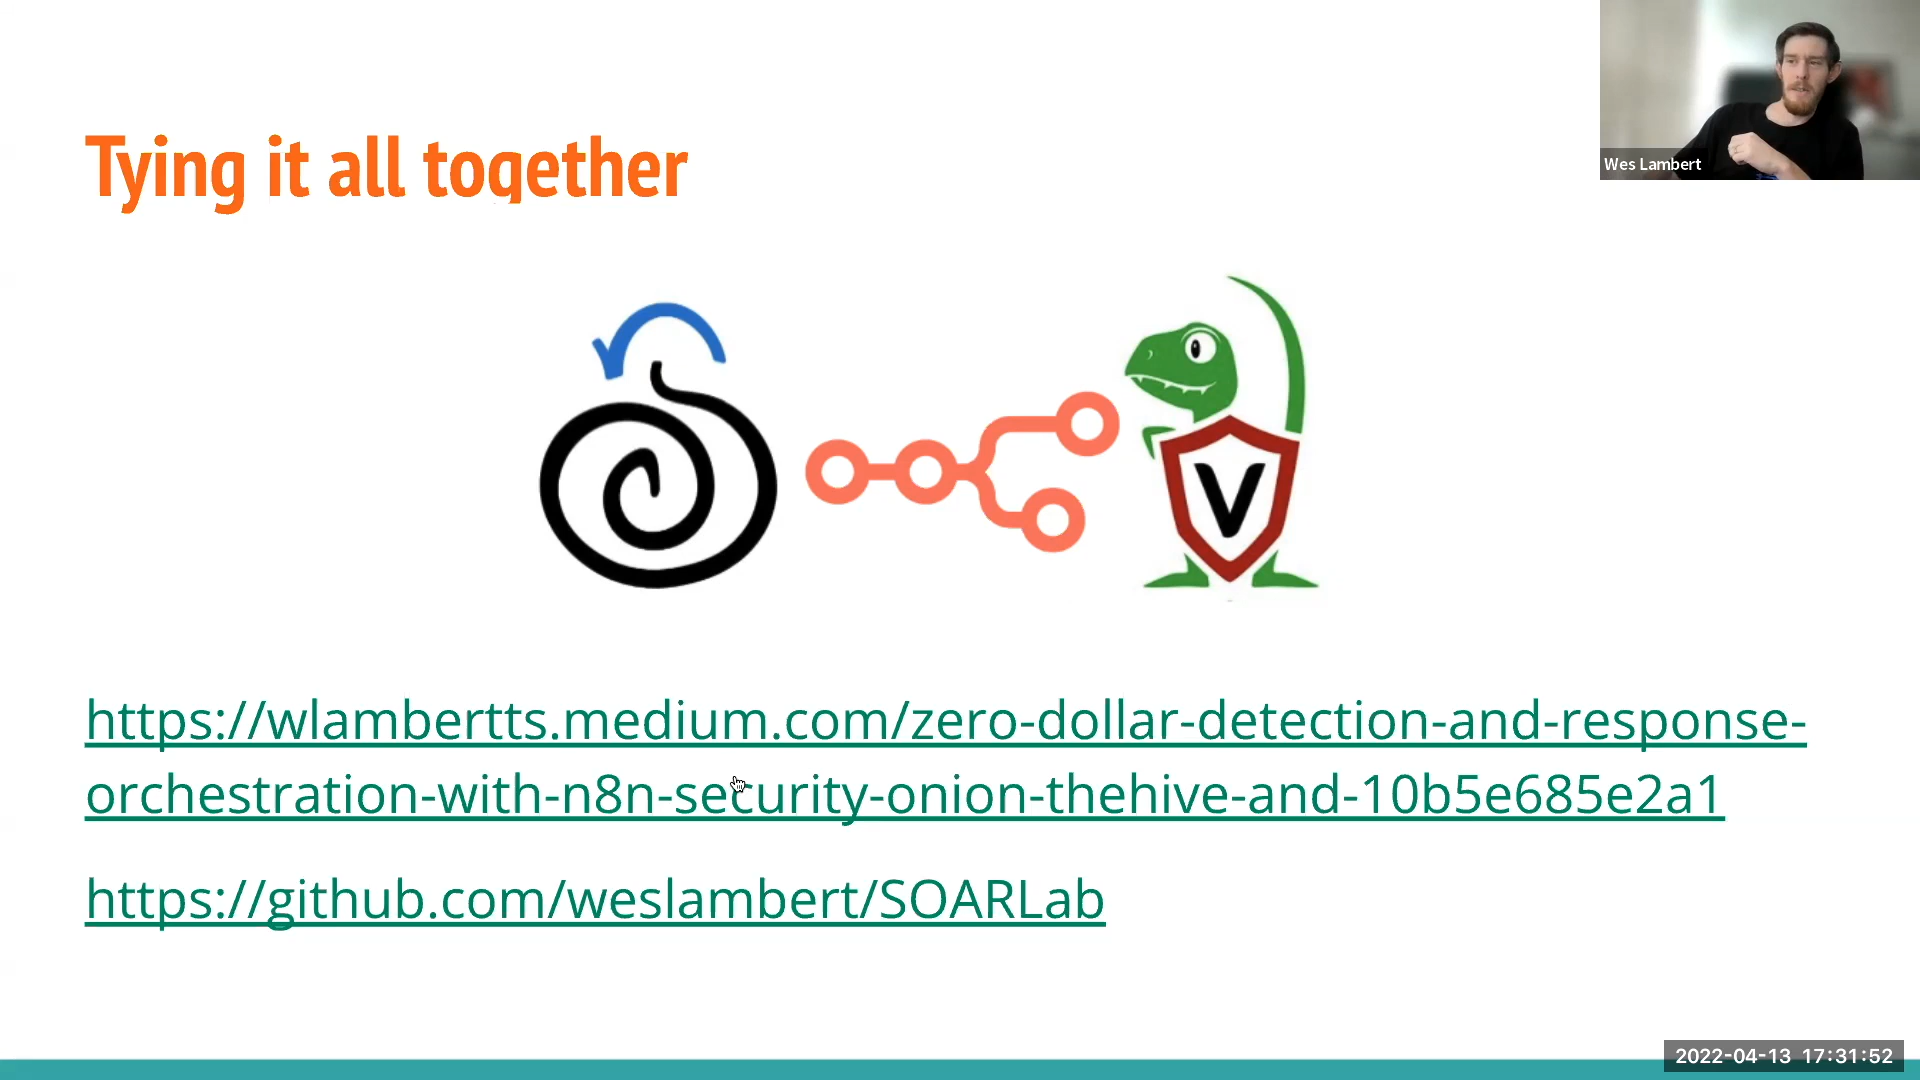 Wes Lambert
Tying it all together
V
https://wlambertts.medium.com/zero-dollar-detection-and-response-
orchestration-with-n8n-security-onion-thehive-and-10b5e685e2a1
https://github.com/weslambert/SOARLab
2022-04-13 17:31:52